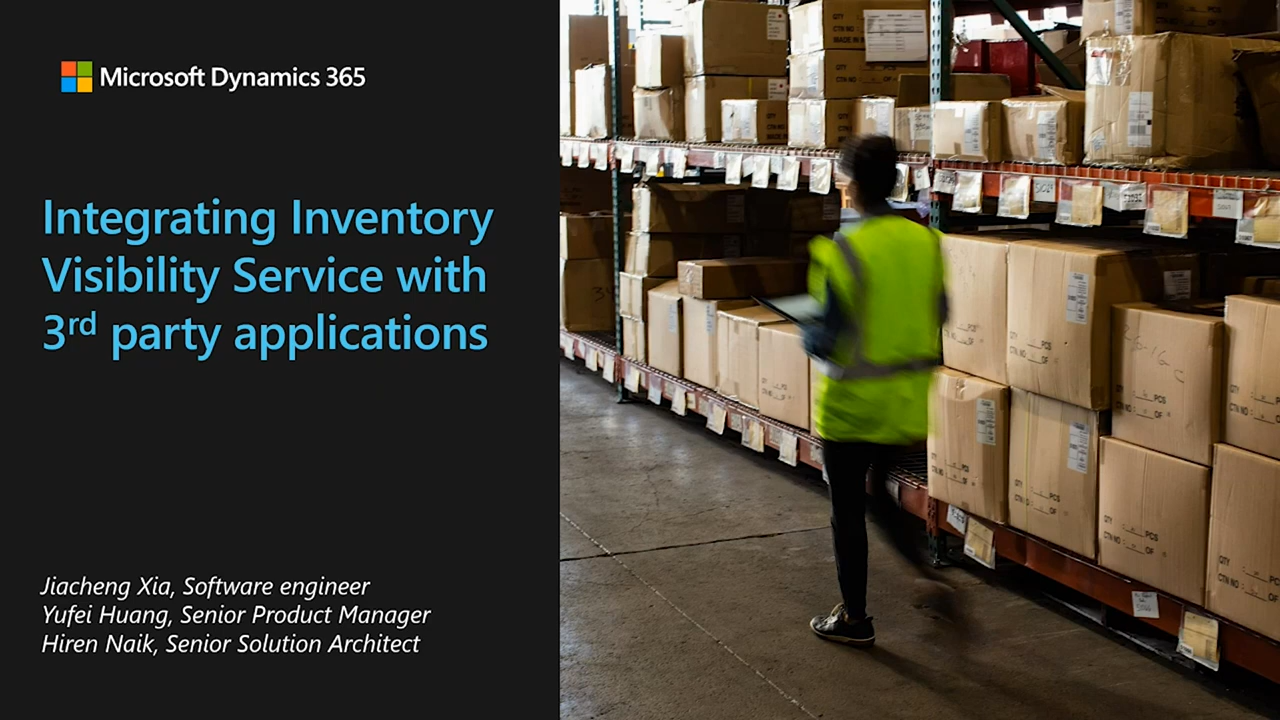 Microsoft Dynamics 365
Integrating Inventory
Visibility Service with
3rd party applications
Jiacheng Xia, Software engineer
Yufei Huang, Senior Product Manager
Hiren Naik, Senior Solution Architect